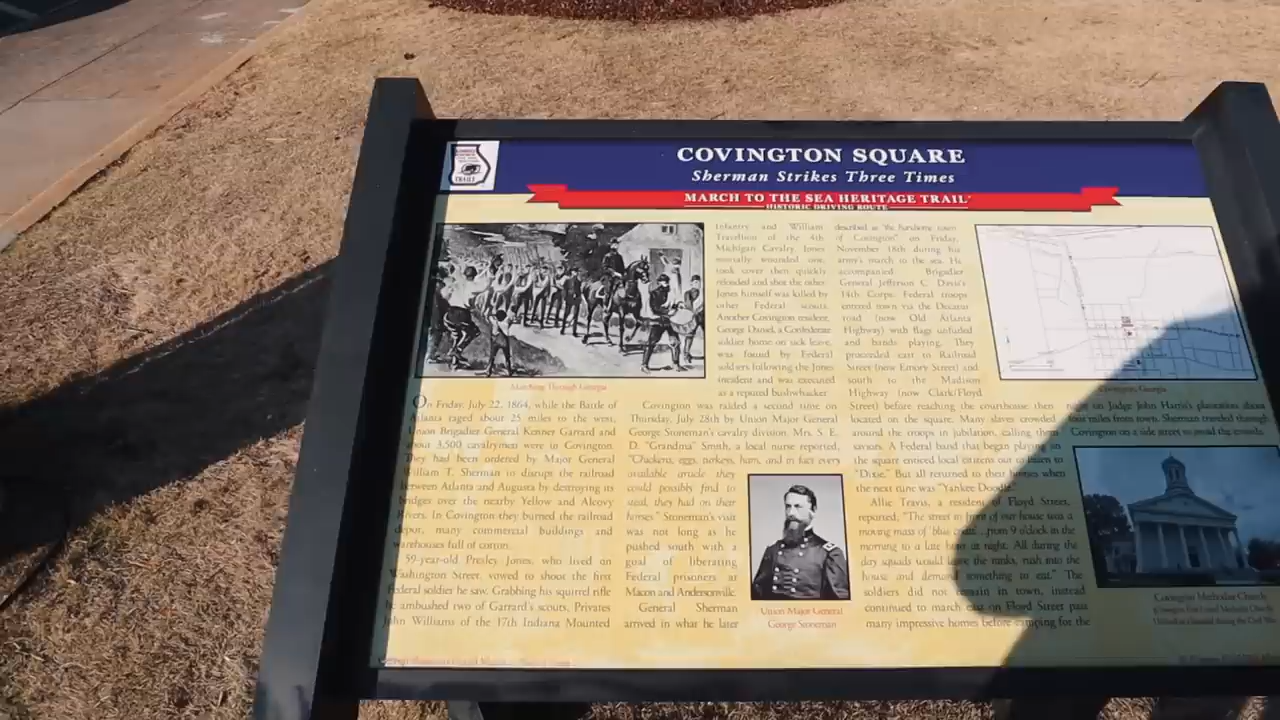 COVINGTON SQUARE
Sherman Strikes Three Times
MARCH TO THE SEA HERITAGE TRAIL
HISTORIC DRIVING ROUTE
TRAILS
Marching Through Georgia
On Friday, July 22, 1864, while the Battle of
Atlanta raged about 25 miles to the west,
Union Brigadier General Kenner Garrard and
about 3,500 cavalrymen were in Covington.
They had been ordered by Major General
William T. Sherman to disrupt the railroad
between Atlanta and Augusta by destroying its
bridges over the nearby Yellow and Alcovy
Rivers. In Covington they burned the railroad
depot, many commercial buildings and
warehouses full of cotton.
59-year-old Presley Jones, who lived on
Washington Street, vowed to shoot the first
Federal soldier he saw. Grabbing his squirrel rifle
he ambushed two of Garrard's scouts, Privates
John Williams of the 17th Indiana Mounted
Infantry and William
Travellion of the 4th
Michigan Cavalry. Jones
mortally wounded one,
took cover then quickly
reloaded and shot the other.
Jones himself was killed by
other Federal scouts.
Another Covington resident,
George Daniel, a Confederate
soldier home on sick leave,
was found by Federal
soldiers following the Jones
incident and was executed
as a reputed bushwhacker.
Covington was raided a second time on
Thursday, July 28th by Union Major General
George Stoneman's cavalry division. Mrs. S. E.
D. "Grandma" Smith, a local nurse reported,
"Chickens, eggs, turkeys, ham, and in fact every
available article they
could possibly find to
steal, they had on their
horses." Stoneman's visit
was not long as he
pushed south with a
goal of liberating
Federal prisoners at
Macon and Andersonville.
General Sherman
arrived in what he later
Union Major General
George Stoneman
described as "the handsome town
of Covington" on Friday,
November 18th during his
army's march to the sea. He
accompanied Brigadier
General Jefferson C. Davis's
14th Corps. Federal troops
entered town via the Decatur
road (now Old Atlanta
Highway) with flags unfurled
and bands playing. They
proceeded east to Railroad
Street (now Emory Street) and
south to the Madison
Highway (now Clark/Floyd
Street) before reaching the courthouse then
located on the square. Many slaves crowded
around the troops in jubilation, calling them
saviors. A Federal band that began playing on
the square enticed local citizens out to listen to
"Dixie." But all returned to their homes when
the next tune was "Yankee Doodle."
Allie Travis, a resident of Floyd Street,
reported, "The street in front of our house was a
moving mass of 'blue coats'...from 9 o'clock in the
morning to a late hour at night. All during the
day squads would leave the ranks, rush into the
house and demand something to eat." The
soldiers did not remain in town, instead
continued to march east on Floyd Street past
many impressive homes before camping for the
Covington, Georgia
night on Judge John Harris's plantation about
four miles from town. Sherman traveled through
Covington on a side street to avoid the crowds.
Covington Methodist Church